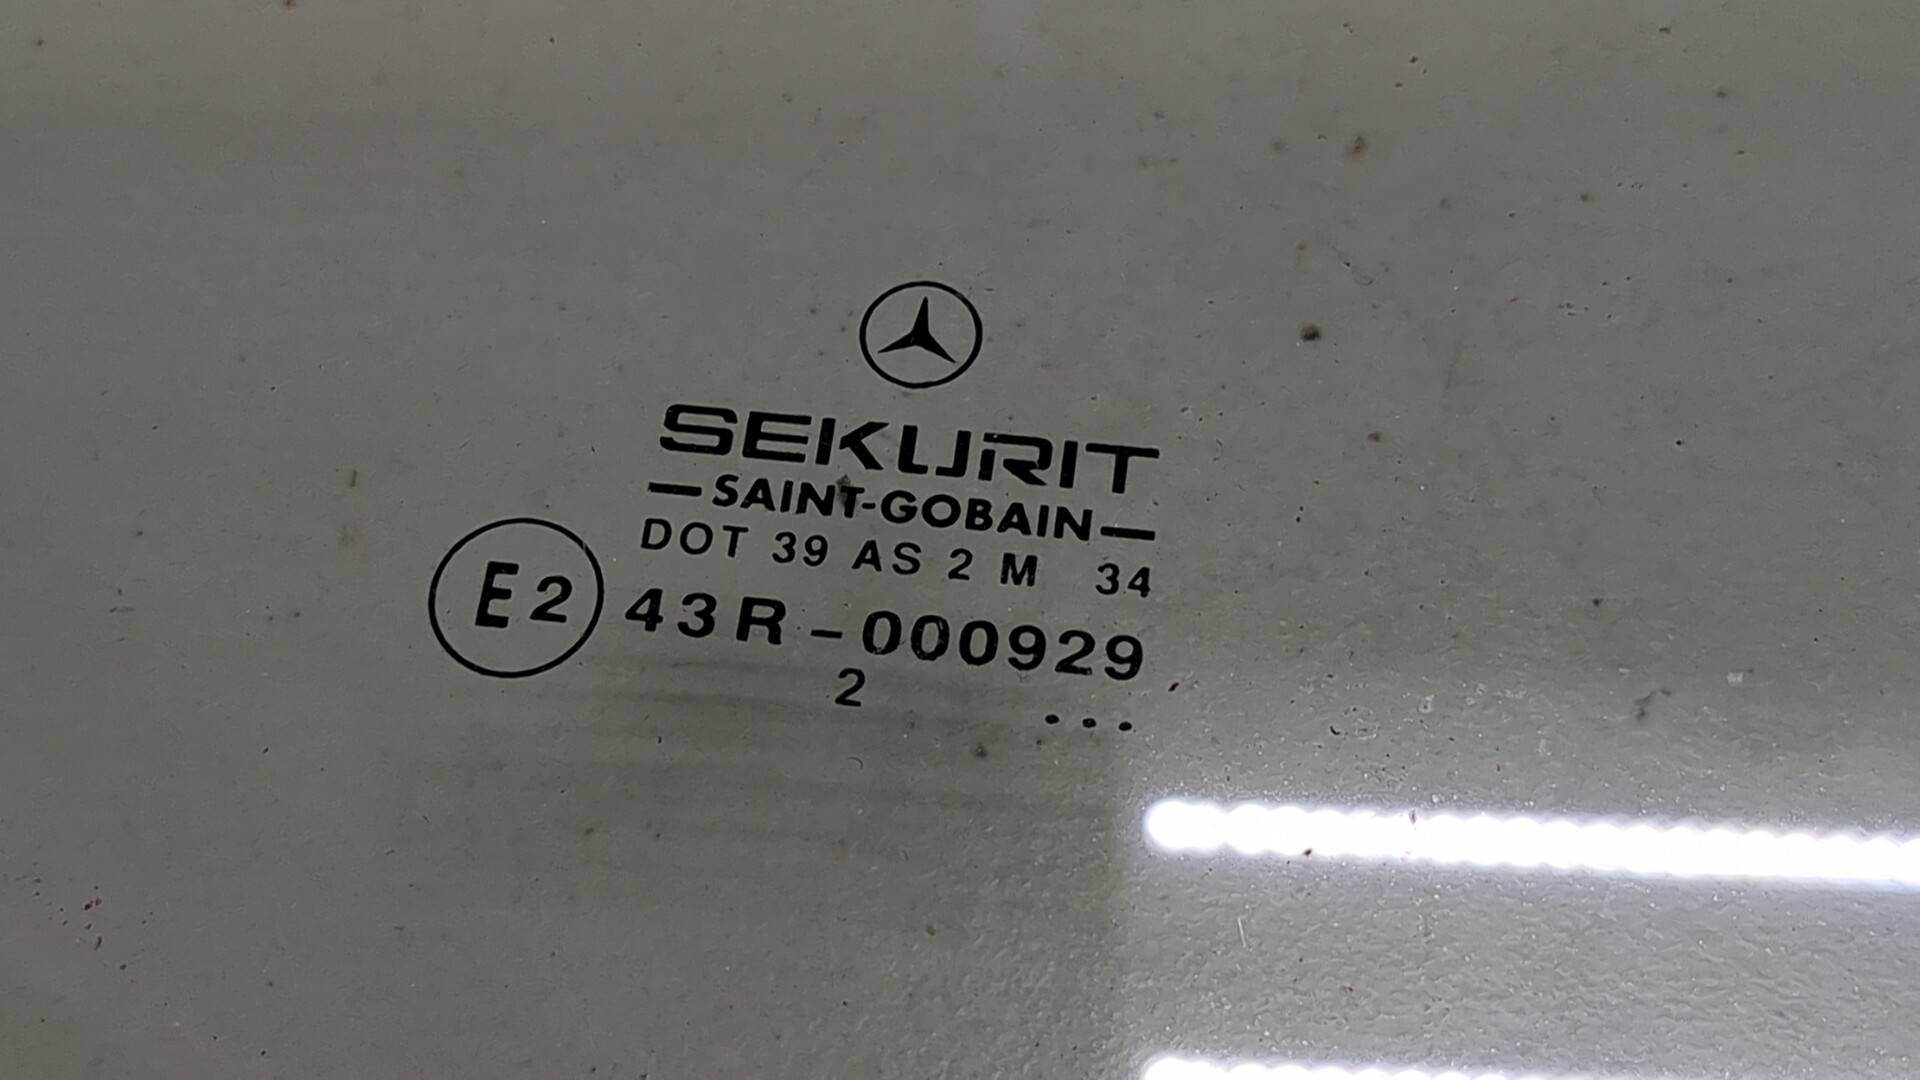 SEKURIT
—SAINT-GOBAIN—
DOT 39 AS 2 M 34
E2 43R-000929
2 ...